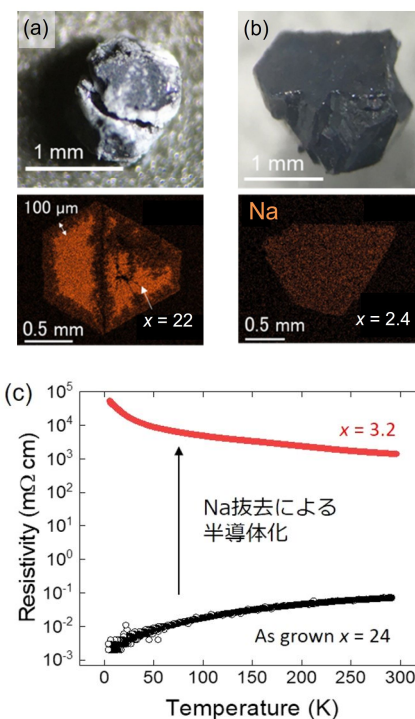 (a)
(b)
1 mm
1 mm
100 μm
Na
x = 22
x = 2.4
0.5 mm
0.5 mm
(c)
10⁵
10⁴
10³
10²
10¹
10⁰
10⁻¹
10⁻²
10⁻³
Resistivity (mΩ cm)
x = 3.2
Na抜去による
半導体化
As grown x = 24
0 50 100 150 200 250 300
Temperature (K)